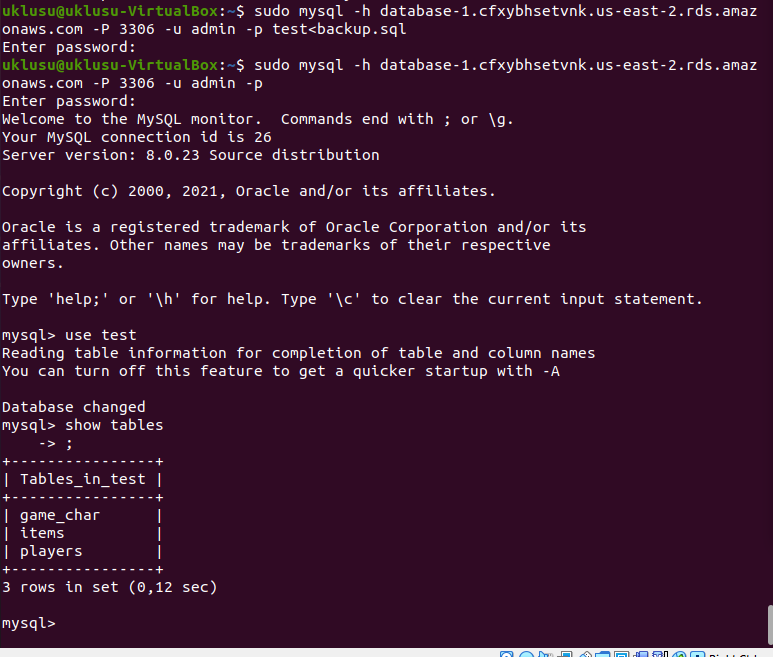 uklusu@uklusu-VirtualBox:~$ sudo mysql -h database-1.cfxybhsetvnk.us-east-2.rds.amaz
onaws.com -P 3306 -u admin -p test<backup.sql
Enter password:
uklusu@uklusu-VirtualBox:~$ sudo mysql -h database-1.cfxybhsetvnk.us-east-2.rds.amaz
onaws.com -P 3306 -u admin -p
Enter password:
Welcome to the MySQL monitor.  Commands end with ; or \g.
Your MySQL connection id is 26
Server version: 8.0.23 Source distribution

Copyright (c) 2000, 2021, Oracle and/or its affiliates.

Oracle is a registered trademark of Oracle Corporation and/or its
affiliates. Other names may be trademarks of their respective
owners.

Type 'help;' or '\h' for help. Type '\c' to clear the current input statement.

mysql> use test
Reading table information for completion of table and column names
You can turn off this feature to get a quicker startup with -A

Database changed
mysql> show tables
    -> ;
+----------------+
| Tables_in_test |
+----------------+
| game_char      |
| items          |
| players        |
+----------------+
3 rows in set (0,12 sec)

mysql>